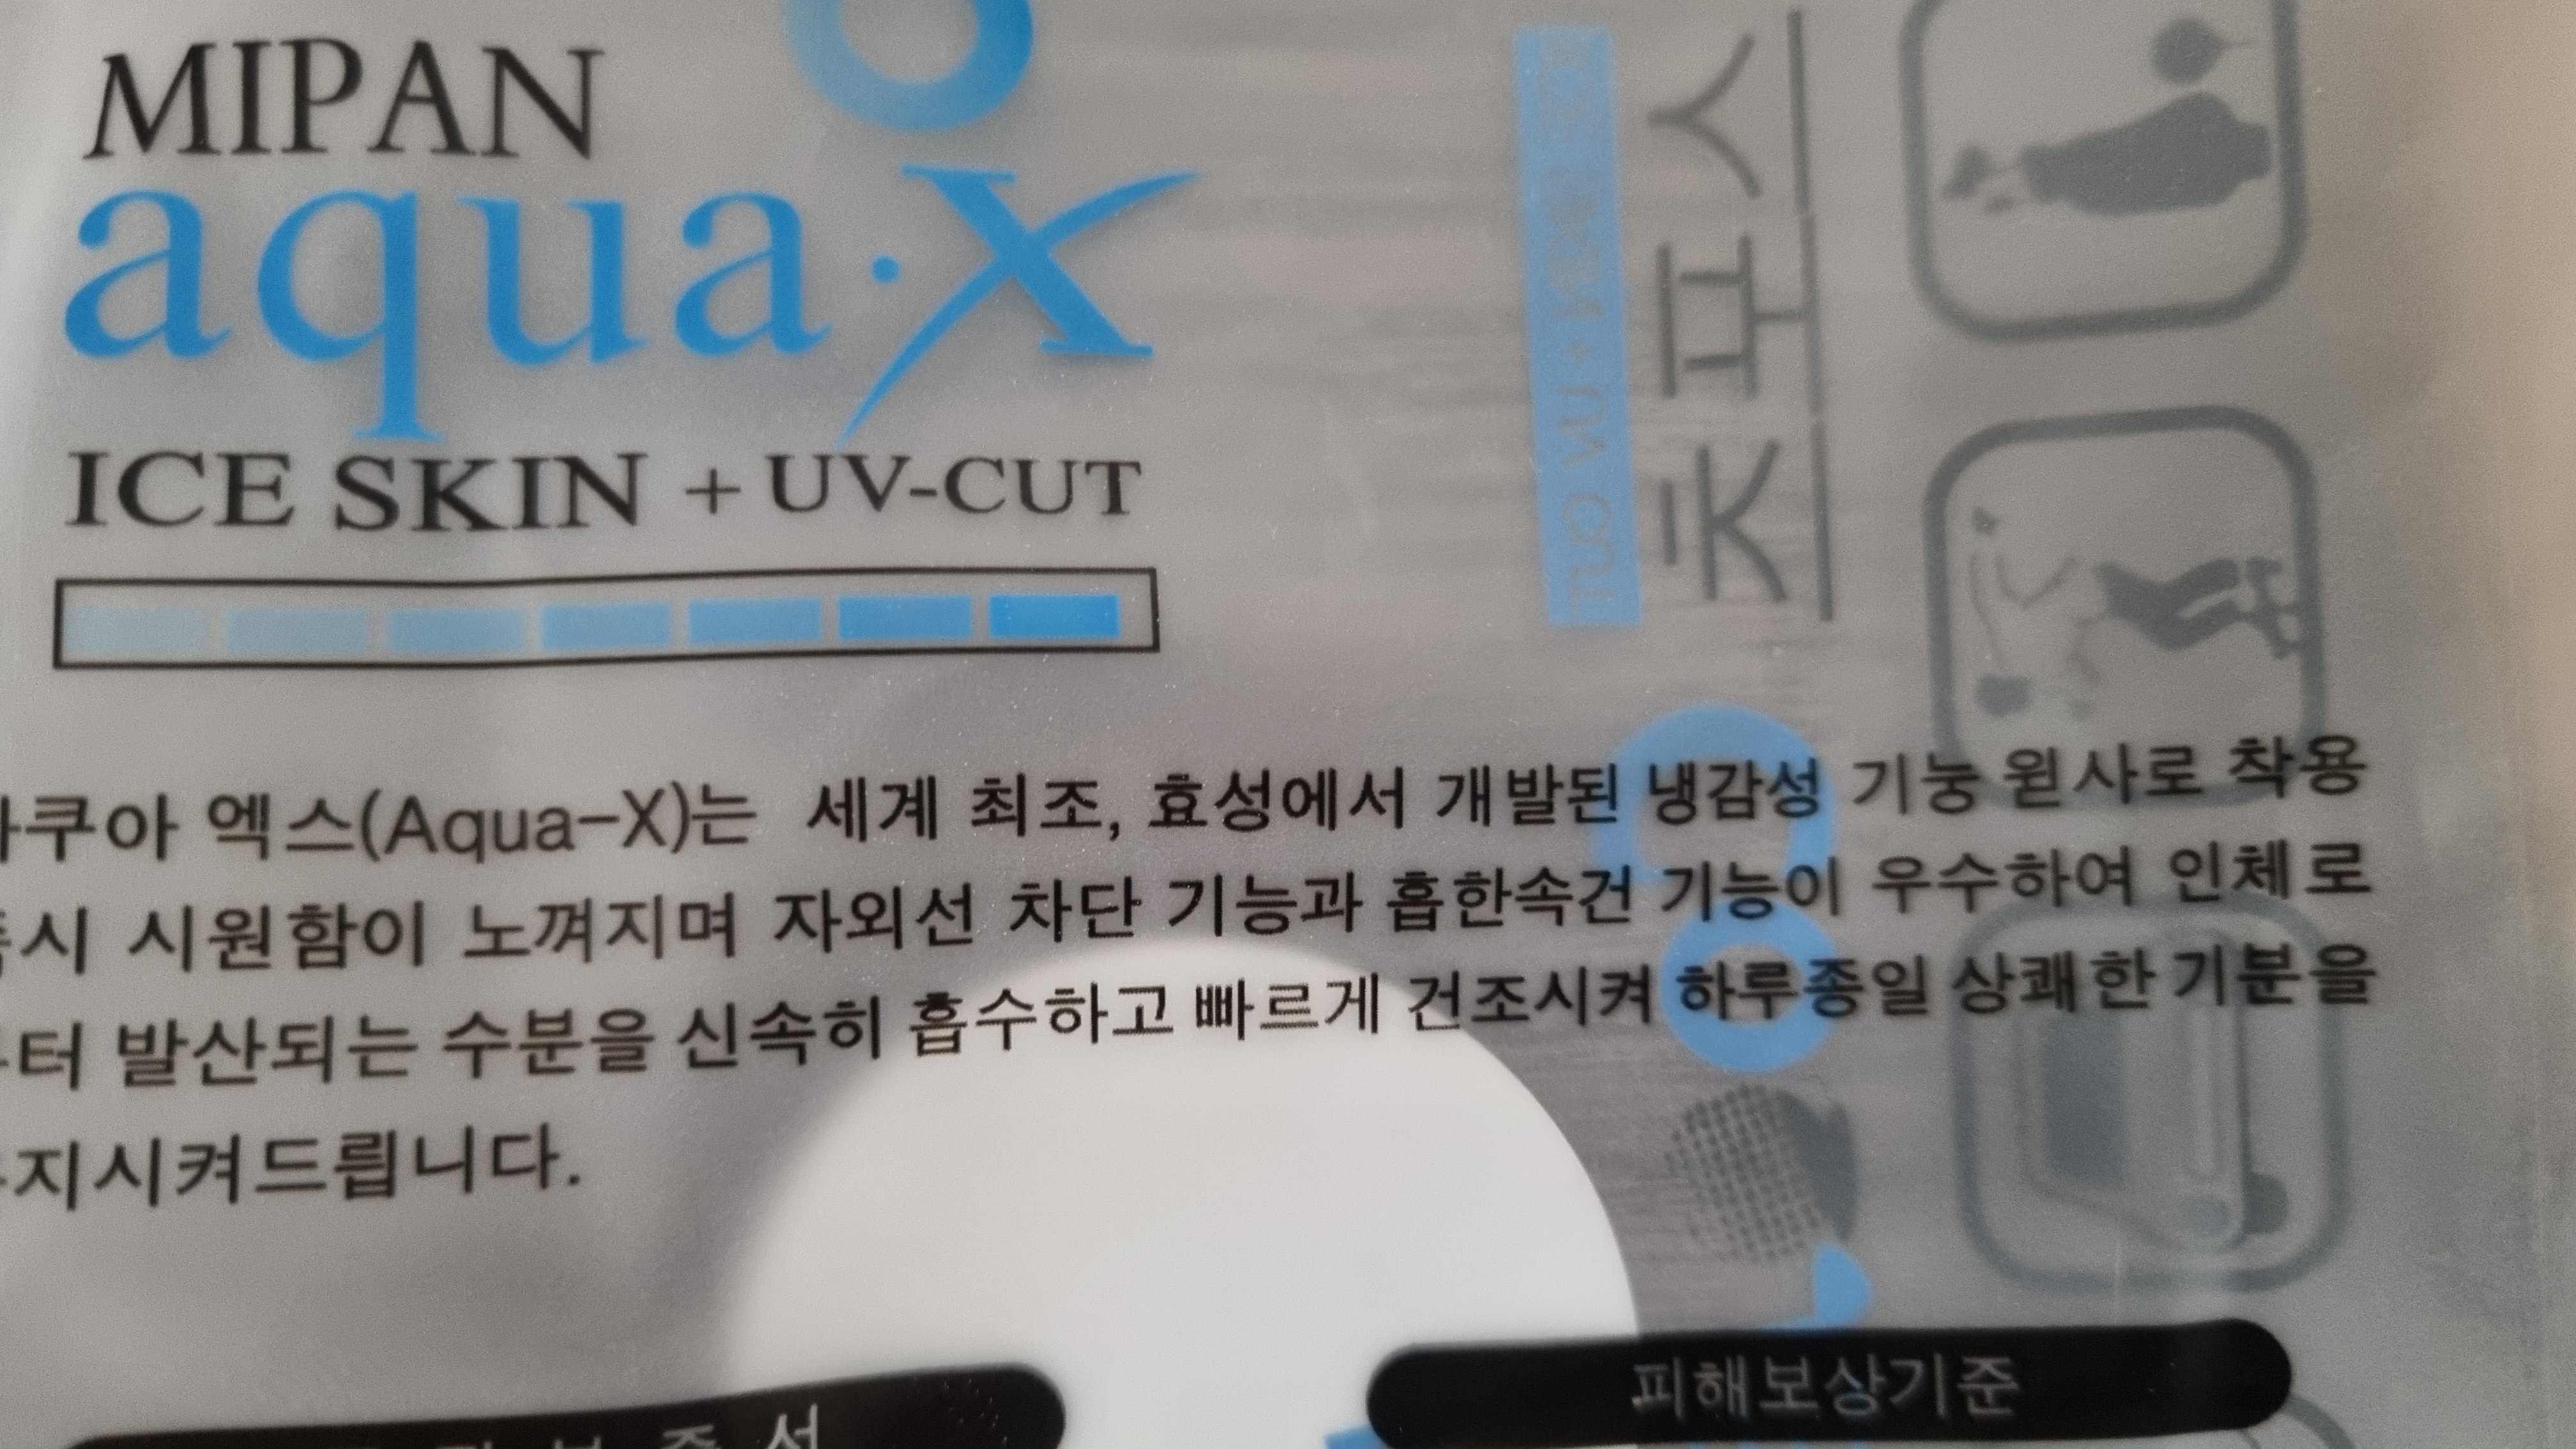 MIPAN
aqua·X
ICE SKIN + UV-CUT
쿠아 엑스(Aqua-X)는 세계 최조, 효성에서 개발된 냉감성 기눙 원사로 착용
시 시원함이 노껴지며 자외선 차단 기능과 흡한속건 기능이 우수하여 인체로
터 발산되는 수분을 신속히 흡수하고 빠르게 건조시켜 하루종일 상쾌한 기분을
지시켜드립니다.
피해보상기준